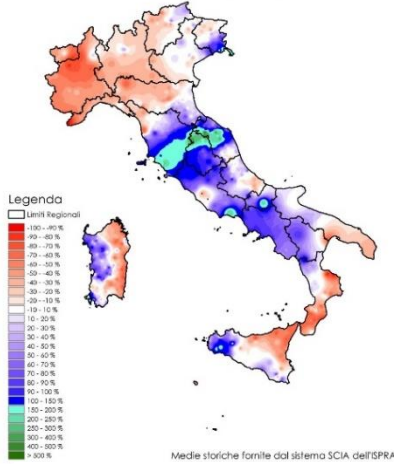 Legenda
Limiti Regionali
-100 - -90 %
-90 - -80 %
-80 - -70 %
-70 - -60 %
-60 - -50 %
-50 - -40 %
-40 - -30 %
-30 - -20 %
-20 - -10 %
-10 - 10 %
10 - 20 %
20 - 30 %
30 - 40 %
40 - 50 %
50 - 60 %
60 - 70 %
70 - 80 %
80 - 90 %
90 - 100 %
100 - 150 %
150 - 200 %
200 - 250 %
250 - 300 %
300 - 400 %
400 - 500 %
> 500 %
Medie storiche fornite dal sistema SCIA dell'ISPRA